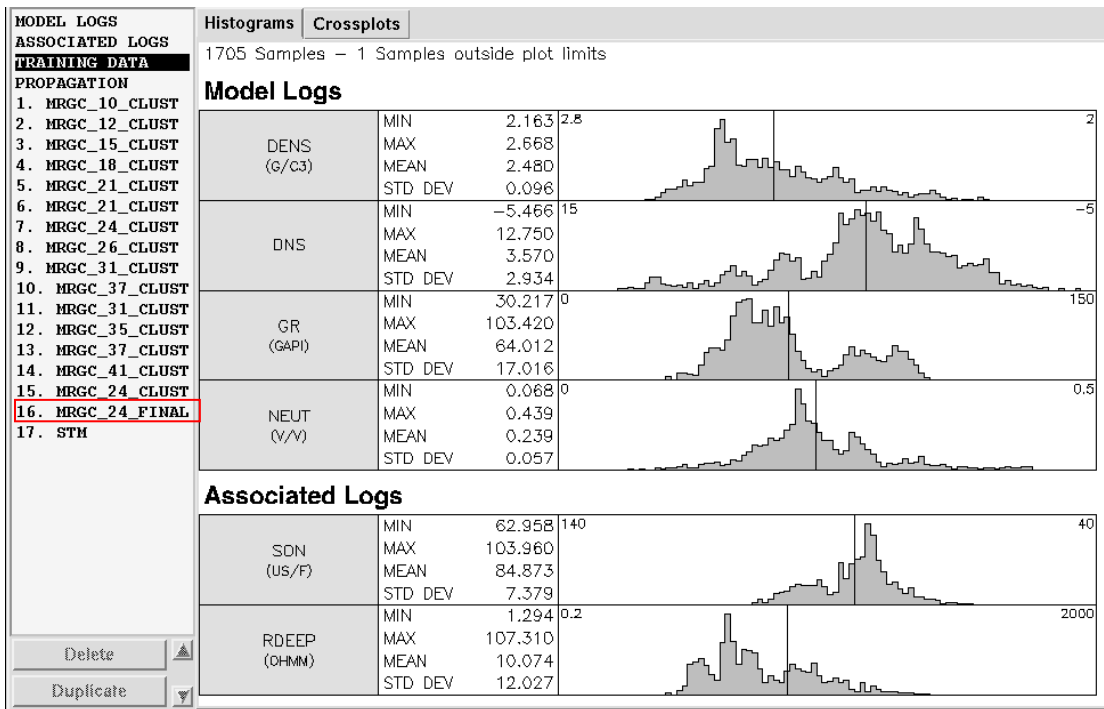 MODEL LOGS
ASSOCIATED LOGS
TRAINING DATA
PROPAGATION
1. MRGC_10_CLUST
2. MRGC_12_CLUST
3. MRGC_15_CLUST
4. MRGC_18_CLUST
5. MRGC_21_CLUST
6. MRGC_21_CLUST
7. MRGC_24_CLUST
8. MRGC_26_CLUST
9. MRGC_31_CLUST
10. MRGC_37_CLUST
11. MRGC_31_CLUST
12. MRGC_35_CLUST
13. MRGC_37_CLUST
14. MRGC_41_CLUST
15. MRGC_24_CLUST
16. MRGC_24_FINAL
17. STM
Delete
Duplicate
Histograms Crossplots
1705 Samples – 1 Samples outside plot limits
Model Logs
DENS
(G/C3)
MIN 2.163
MAX 2.668
MEAN 2.480
STD DEV 0.096
2.8 2
DNS
MIN -5.466
MAX 12.750
MEAN 3.570
STD DEV 2.934
15 -5
GR
(GAPI)
MIN 30.217
MAX 103.420
MEAN 64.012
STD DEV 17.016
0 150
NEUT
(V/V)
MIN 0.068
MAX 0.439
MEAN 0.239
STD DEV 0.057
0 0.5
Associated Logs
SON
(US/F)
MIN 62.958
MAX 103.960
MEAN 84.873
STD DEV 7.379
140 40
RDEEP
(OHMM)
MIN 1.294
MAX 107.310
MEAN 10.074
STD DEV 12.027
0.2 2000